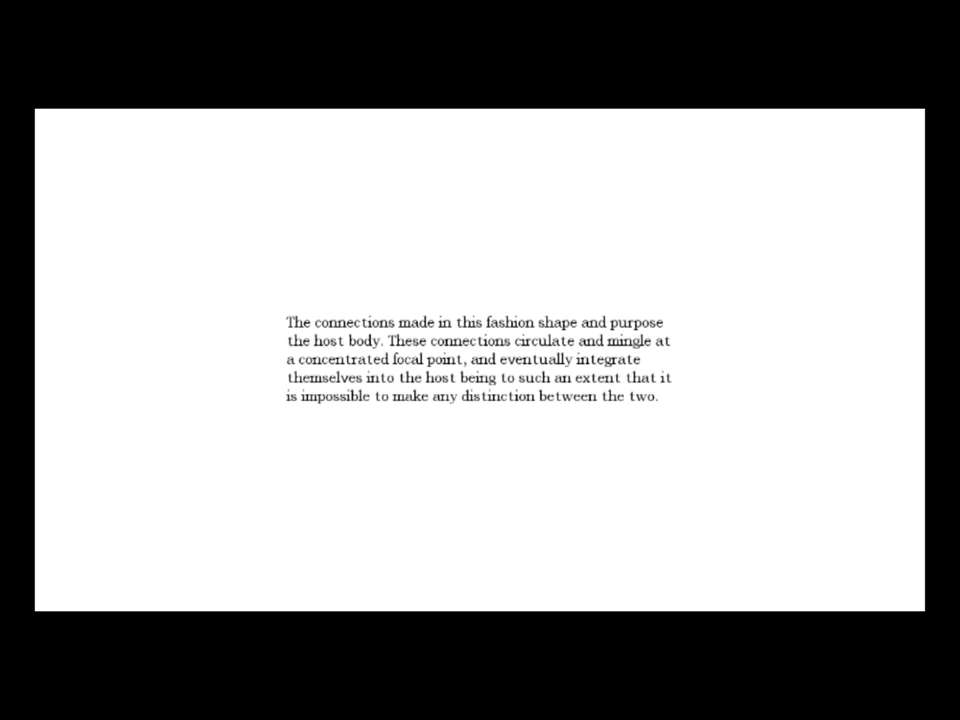 The connections made in this fashion shape and purpose
the host body. These connections circulate and mingle at
a concentrated focal point, and eventually integrate
themselves into the host being to such an extent that it
is impossible to make any distinction between the two.